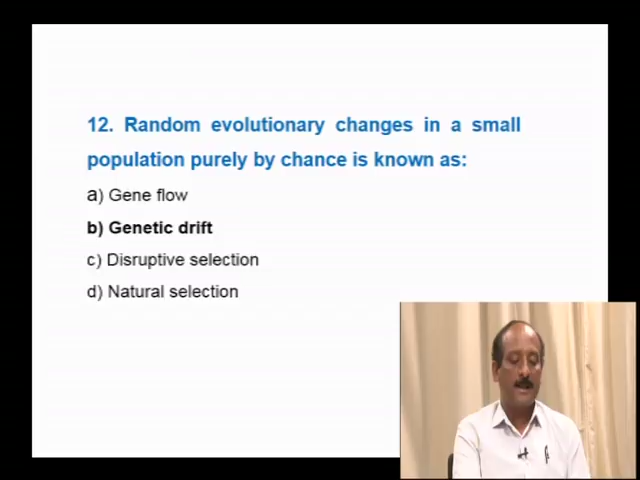 12. Random evolutionary changes in a small
population purely by chance is known as:
a) Gene flow
b) Genetic drift
c) Disruptive selection
d) Natural selection